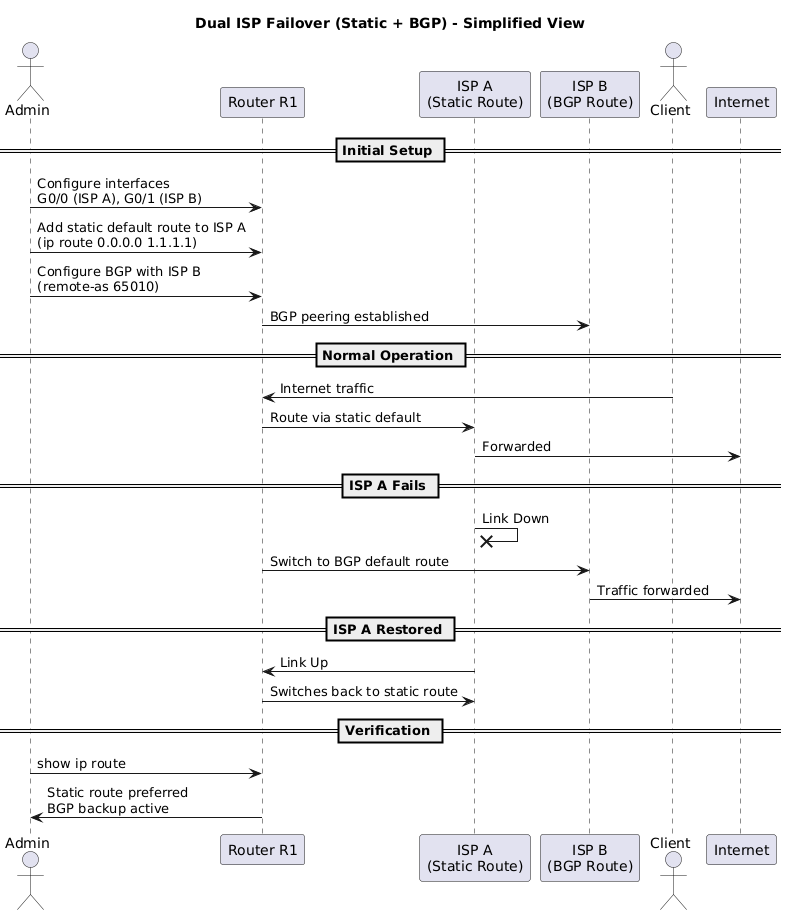 Dual ISP Failover (Static + BGP) - Simplified View
Admin
Router R1
ISP A
(Static Route)
ISP B
(BGP Route)
Client
Internet
Initial Setup
Configure interfaces
G0/0 (ISP A), G0/1 (ISP B)
Add static default route to ISP A
(ip route 0.0.0.0 1.1.1.1)
Configure BGP with ISP B
(remote-as 65010)
BGP peering established
Normal Operation
Internet traffic
Route via static default
Forwarded
ISP A Fails
Link Down
Switch to BGP default route
Traffic forwarded
ISP A Restored
Link Up
Switches back to static route
Verification
show ip route
Static route preferred
BGP backup active
Admin
Router R1
ISP A
(Static Route)
ISP B
(BGP Route)
Client
Internet